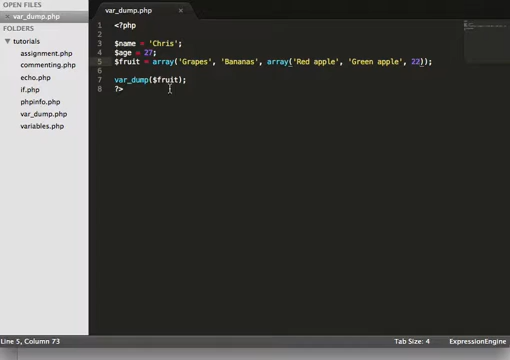 OPEN FILES
var_dump.php
FOLDERS
tutorials
assignment.php
commenting.php
echo.php
if.php
phpinfo.php
var_dump.php
variables.php
var_dump.php
1 <?php
2
3 $name = 'Chris';
4 $age = 27;
5 $fruit = array('Grapes', 'Bananas', array('Red apple', 'Green apple', 22));
6
7 var_dump($fruit);
8 ?>
Line 5, Column 73
Tab Size: 4
ExpressionEngine